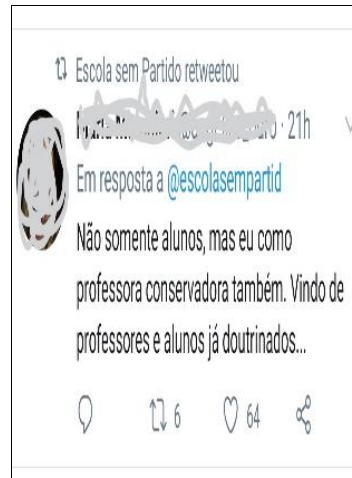 Escola sem Partido retweetou
· 21h
Em resposta a @escolasempartid
Não somente alunos, mas eu como
professora conservadora também. Vindo de
professores e alunos já doutrinados...
6 64